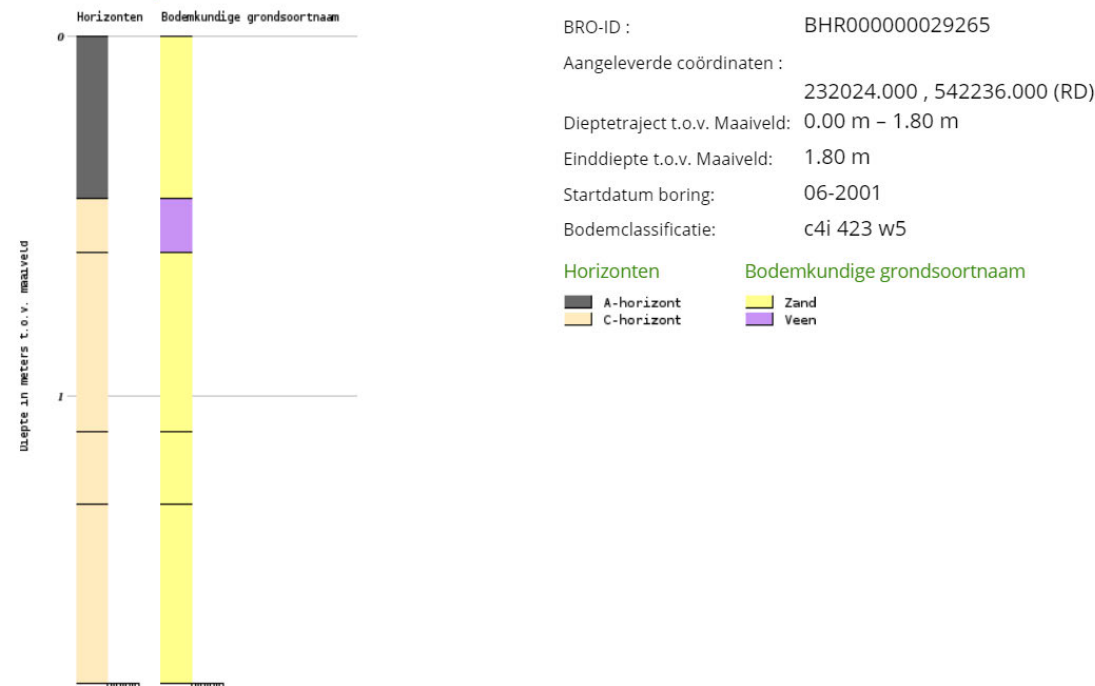 Horizonten Bodemkundige grondsoortnaam
0
1
Diepte in meters t.o.v. maaiveld
BRO-ID : BHR000000029265
Aangeleverde coördinaten :
232024.000 , 542236.000 (RD)
Dieptetraject t.o.v. Maaiveld: 0.00 m – 1.80 m
Einddiepte t.o.v. Maaiveld: 1.80 m
Startdatum boring: 06-2001
Bodemclassificatie: c4i 423 w5
Horizonten Bodemkundige grondsoortnaam
A-horizont Zand
C-horizont Veen